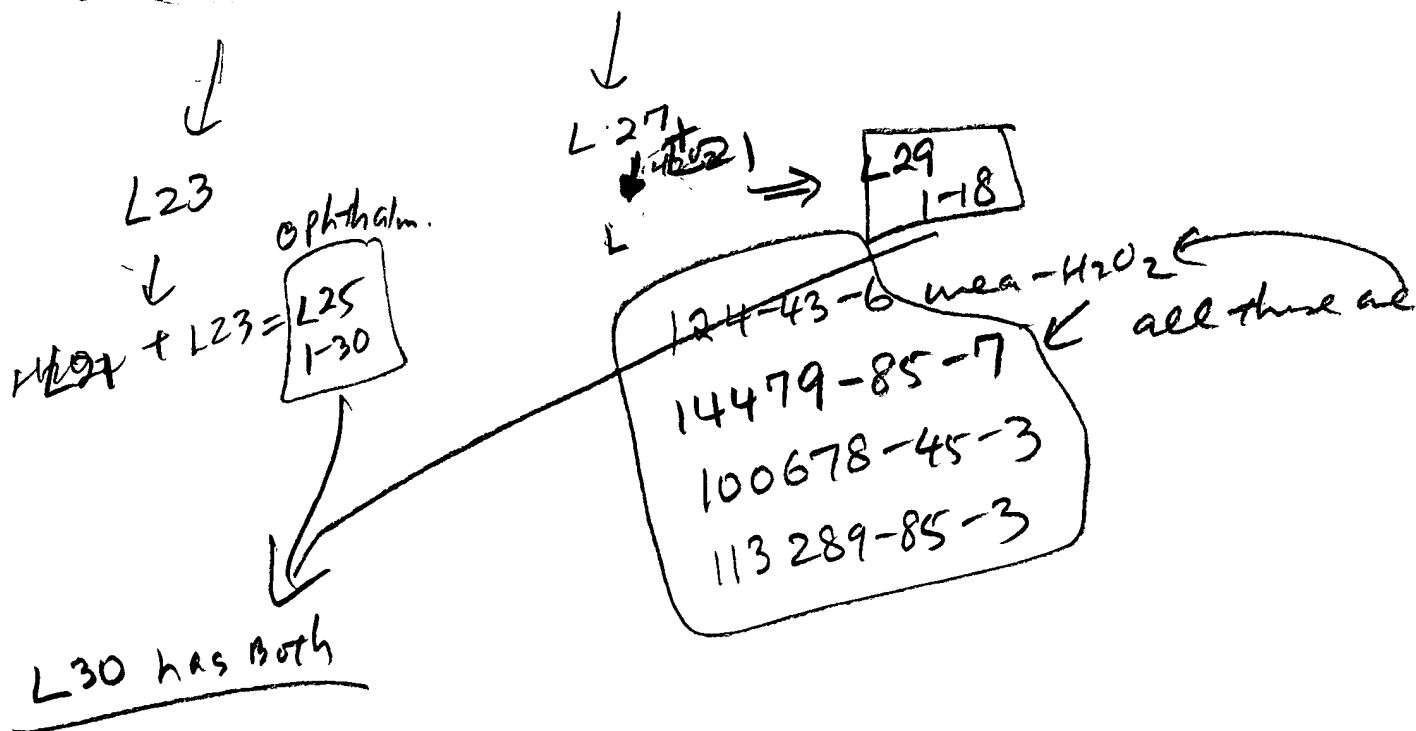 L23
Ophthalm.
+ L23 = L25
1-30
L27+
L
L29
1-18
124-43-6 urea-H2O2
all these are
14479-85-7
100678-45-3
113289-85-3
L30 has Both